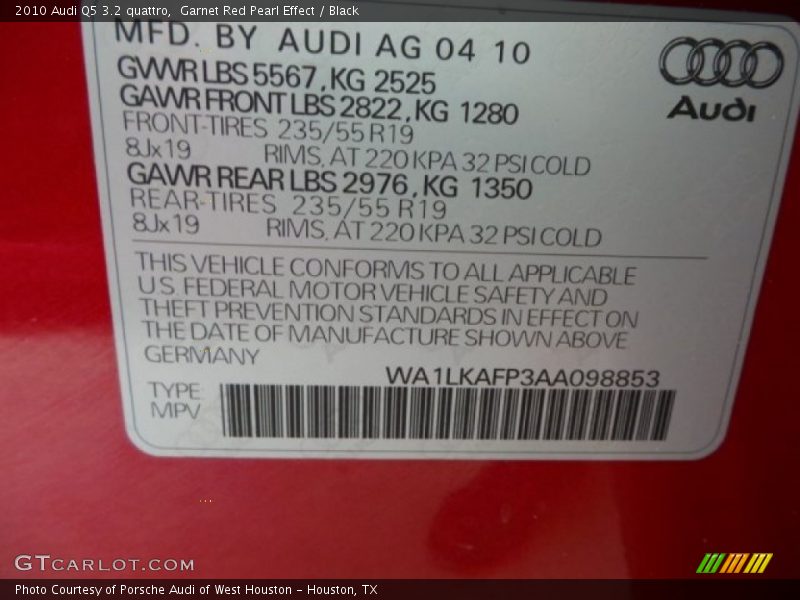 2010 Audi Q5 3.2 quattro,  Garnet Red Pearl Effect / Black
MFD. BY AUDI AG 04 10
GVWR LBS 5567, KG 2525
GAWR FRONT LBS 2822, KG 1280
FRONT-TIRES 235/55 R19
8Jx19 RIMS, AT 220 KPA 32 PSI COLD
GAWR REAR LBS 2976, KG 1350
REAR-TIRES 235/55 R19
8Jx19 RIMS, AT 220 KPA 32 PSI COLD
Audi
THIS VEHICLE CONFORMS TO ALL APPLICABLE
U.S. FEDERAL MOTOR VEHICLE SAFETY AND
THEFT PREVENTION STANDARDS IN EFFECT ON
THE DATE OF MANUFACTURE SHOWN ABOVE
GERMANY
WA1LKAFP3AA098853
TYPE
MPV
GTCARLOT.COM
Photo Courtesy of Porsche Audi of West Houston - Houston, TX